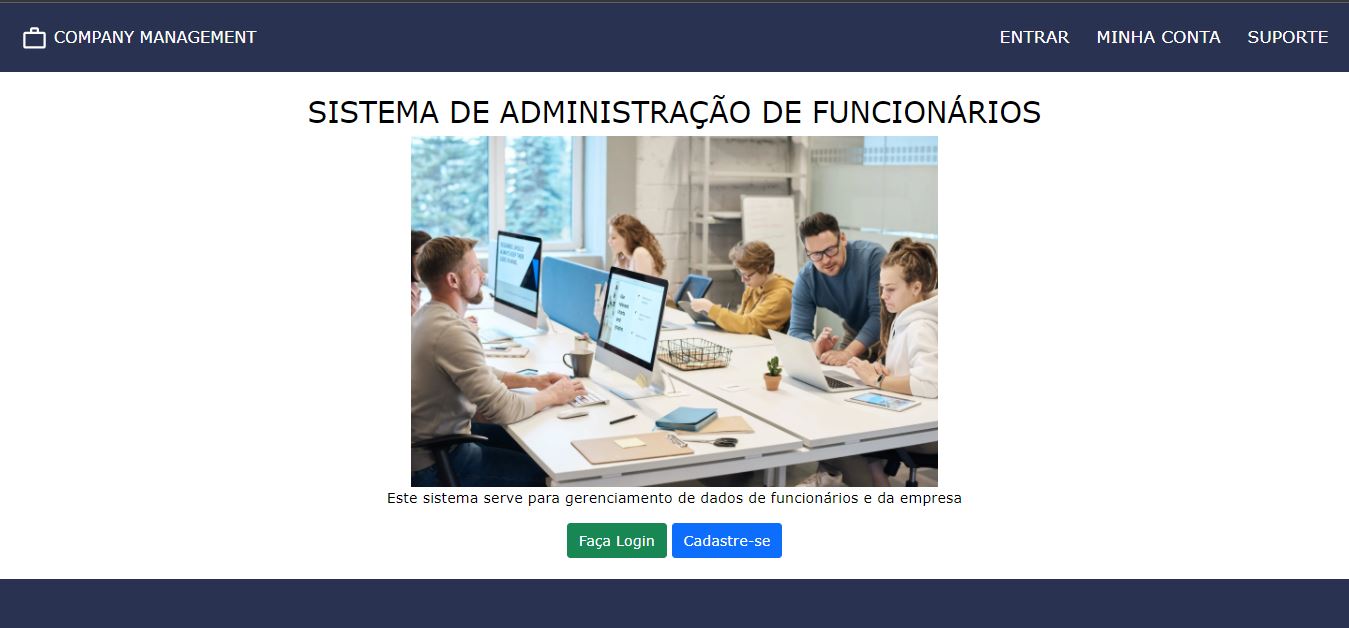 COMPANY MANAGEMENT
ENTRAR MINHA CONTA SUPORTE
SISTEMA DE ADMINISTRAÇÃO DE FUNCIONÁRIOS
Este sistema serve para gerenciamento de dados de funcionários e da empresa
Faça Login Cadastre-se